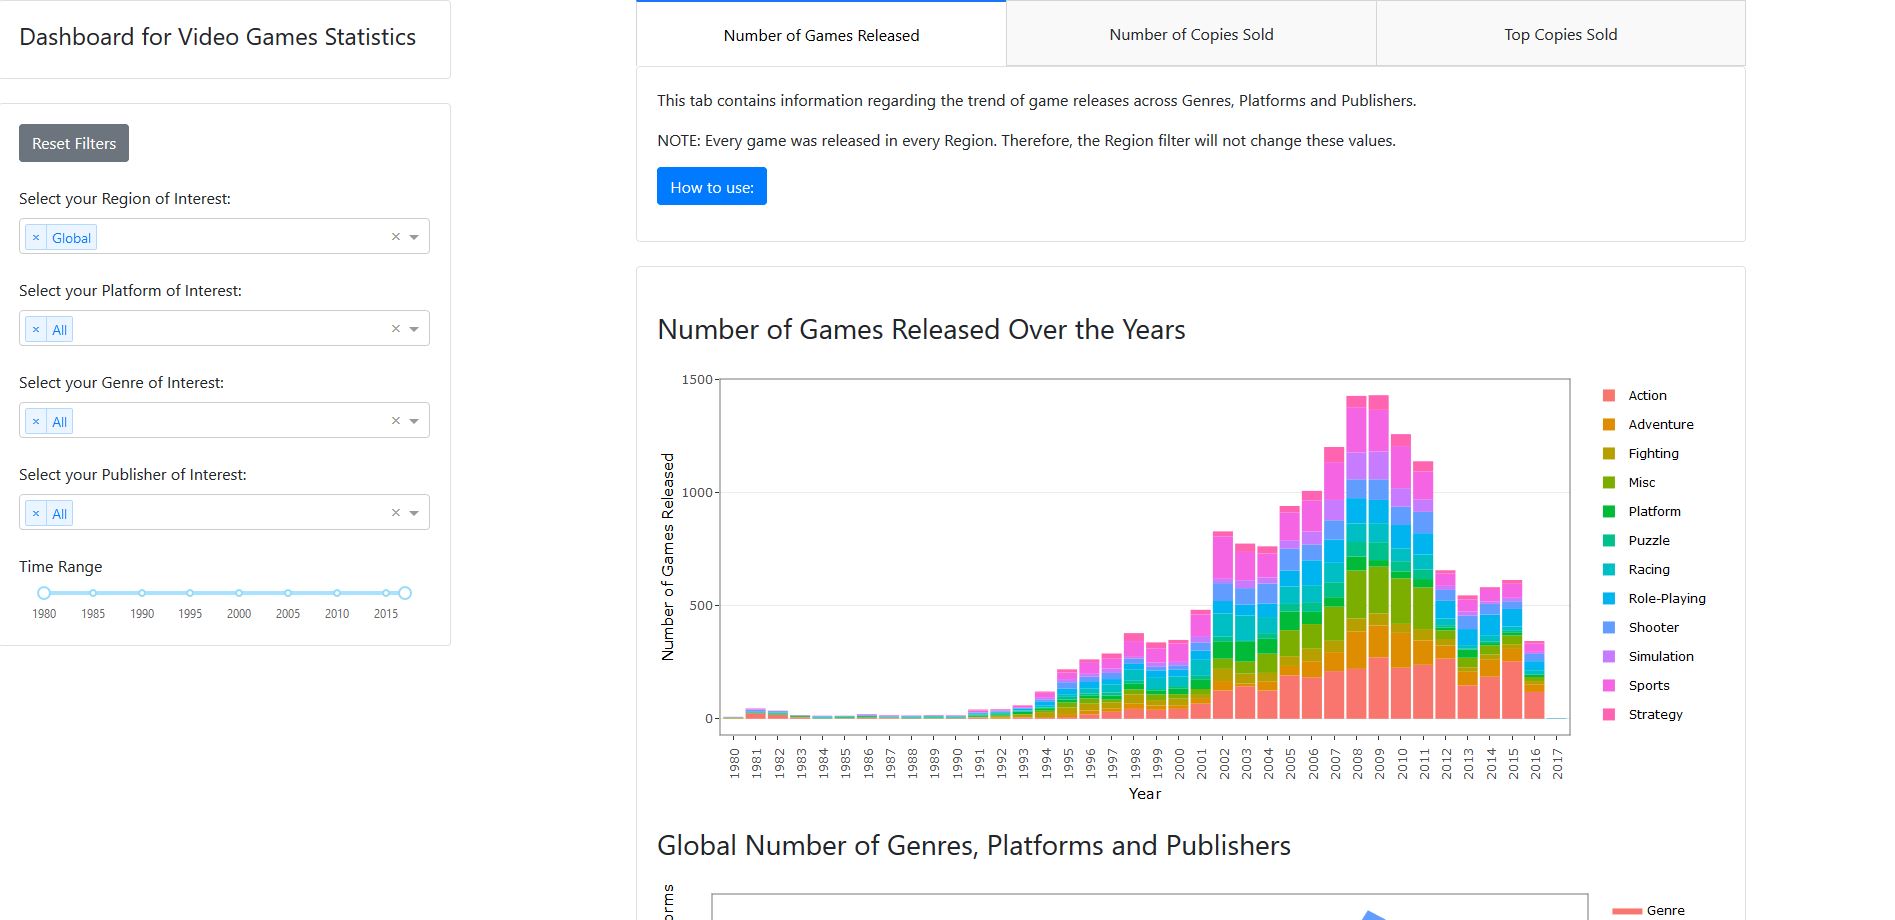 Dashboard for Video Games Statistics
Reset Filters
Select your Region of Interest:
× Global × 
Select your Platform of Interest:
× All ×
Select your Genre of Interest:
× All ×
Select your Publisher of Interest:
× All ×
Time Range
1980 1985 1990 1995 2000 2005 2010 2015
Number of Games Released
Number of Copies Sold
Top Copies Sold
This tab contains information regarding the trend of game releases across Genres, Platforms and Publishers.
NOTE: Every game was released in every Region. Therefore, the Region filter will not change these values.
How to use:
Number of Games Released Over the Years
Number of Games Released
1500
1000
500
0
1980 1981 1982 1983 1984 1985 1986 1987 1988 1989 1990 1991 1992 1993 1994 1995 1996 1997 1998 1999 2000 2001 2002 2003 2004 2005 2006 2007 2008 2009 2010 2011 2012 2013 2014 2015 2016 2017
Year
Action
Adventure
Fighting
Misc
Platform
Puzzle
Racing
Role-Playing
Shooter
Simulation
Sports
Strategy
Global Number of Genres, Platforms and Publishers
orms
Genre